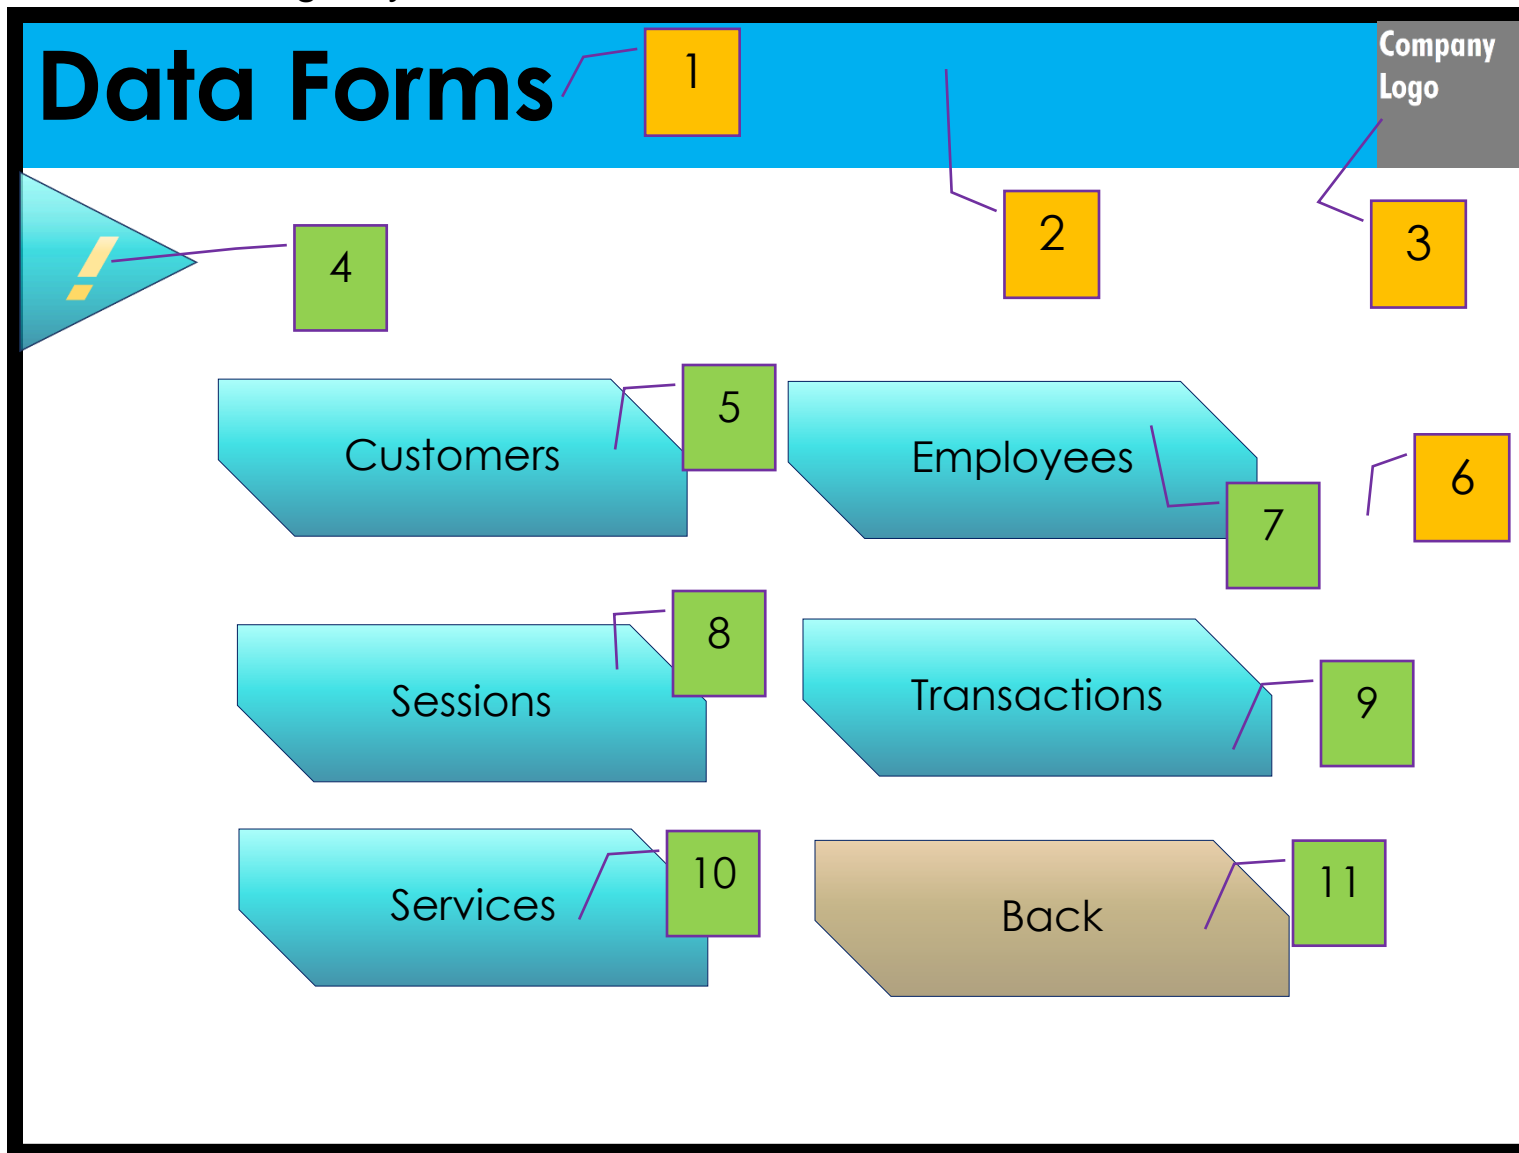 Data Forms
1
Company
Logo
2
3
!
4
5
Customers
Employees
6
7
8
Sessions
Transactions
9
10
Services
11
Back